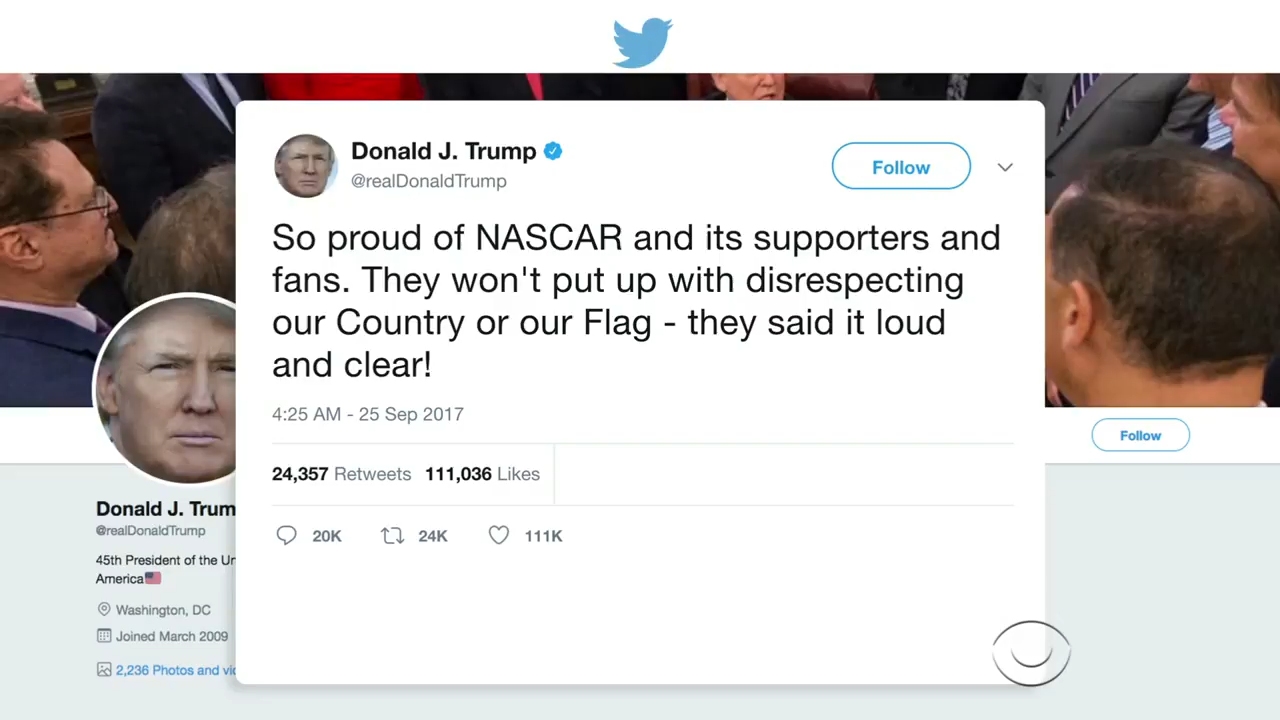 Donald J. Trump
@realDonaldTrump
Follow
So proud of NASCAR and its supporters and
fans. They won't put up with disrespecting
our Country or our Flag - they said it loud
and clear!
4:25 AM - 25 Sep 2017
24,357 Retweets 111,036 Likes
20K 24K 111K
Follow
Donald J. Trum
@realDonaldTrump
45th President of the Un
America
Washington, DC
Joined March 2009
2,236 Photos and vid